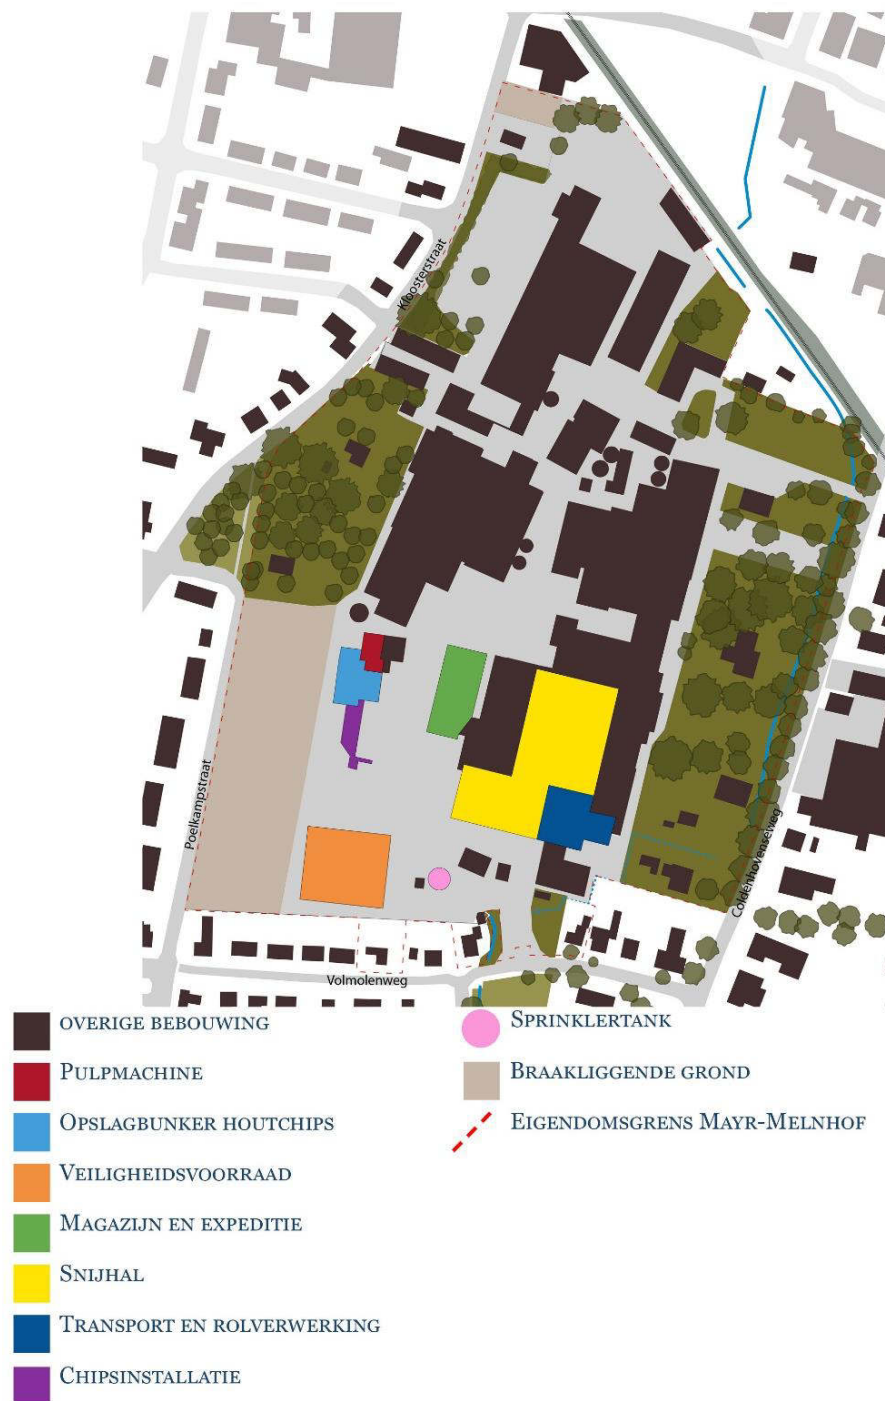 Kloosterstraat
Poelkampstraat
Coldenhovenseweg
Volmolenweg
OVERIGE BEBOUWING
PULPMACHINE
OPSLAGBUNKER HOUTCHIPS
VEILIGHEIDSVOORRAAD
MAGAZIJN EN EXPEDITIE
SNIJHAL
TRANSPORT EN ROLVERWERKING
CHIPSINSTALLATIE
SPRINKLERTANK
BRAAKLIGGENDE GROND
EIGENDOMSGRENS MAYR-MELNHOF